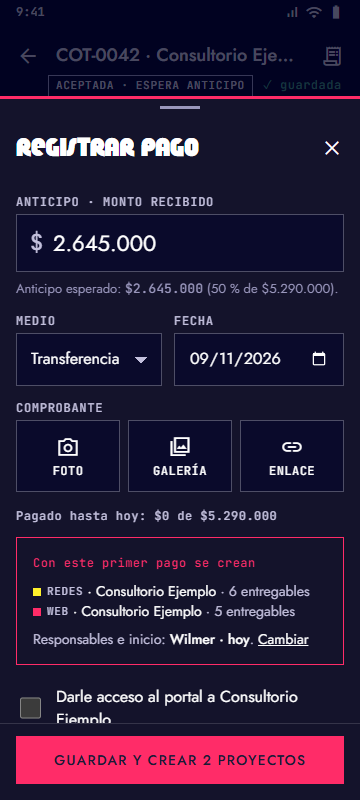 9:41
COT-0042 · Consultorio Eje...
ACEPTADA · ESPERA ANTICIPO ✓ guardada
REGISTRAR PAGO
ANTICIPO · MONTO RECIBIDO
$ 2.645.000
Anticipo esperado: $2.645.000 (50 % de $5.290.000).
MEDIO FECHA
Transferencia 09/11/2026
COMPROBANTE
FOTO GALERÍA ENLACE
Pagado hasta hoy: $0 de $5.290.000
Con este primer pago se crean
REDES · Consultorio Ejemplo · 6 entregables
WEB · Consultorio Ejemplo · 5 entregables
Responsables e inicio: Wilmer · hoy. Cambiar
Darle acceso al portal a Consultorio
Ejemplo
GUARDAR Y CREAR 2 PROYECTOS